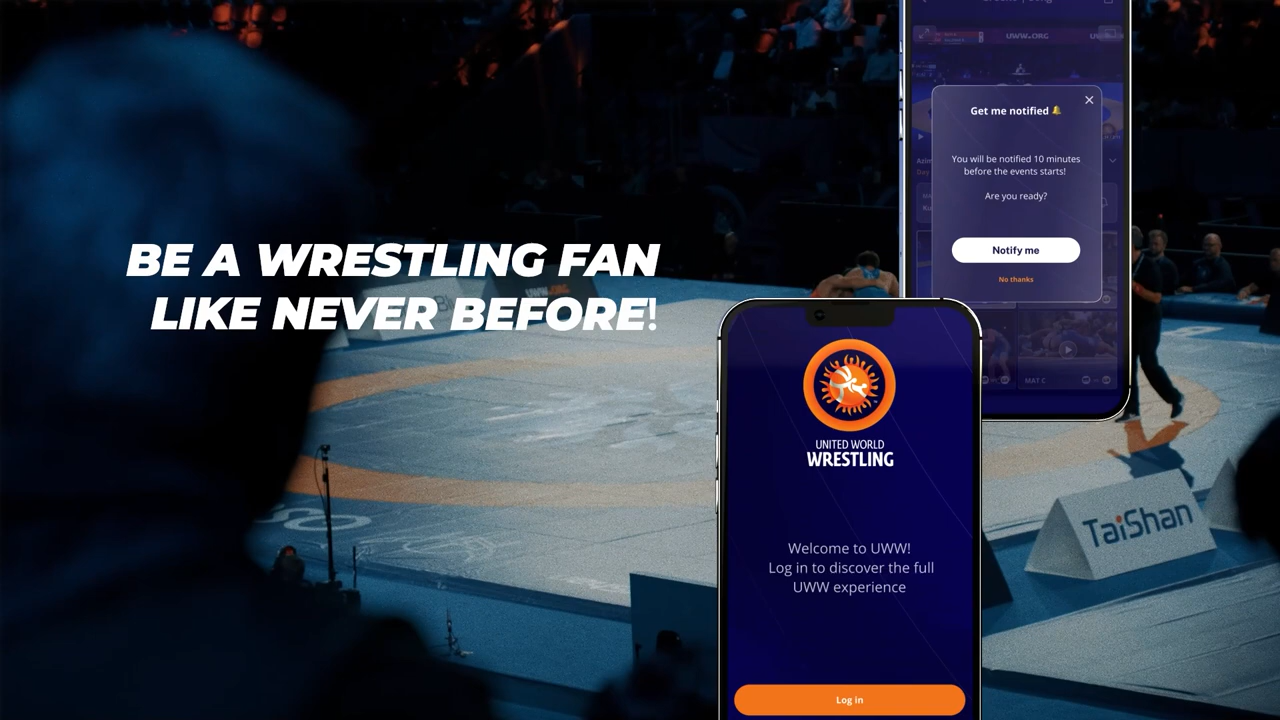 BE A WRESTLING FAN
LIKE NEVER BEFORE!
UWW.ORG
Get me notified 🔔
You will be notified 10 minutes
before the events starts!
Are you ready?
Notify me
No thanks
MAT C
UNITED WORLD
WRESTLING
Welcome to UWW!
Log in to discover the full
UWW experience
Log in
TaiShan